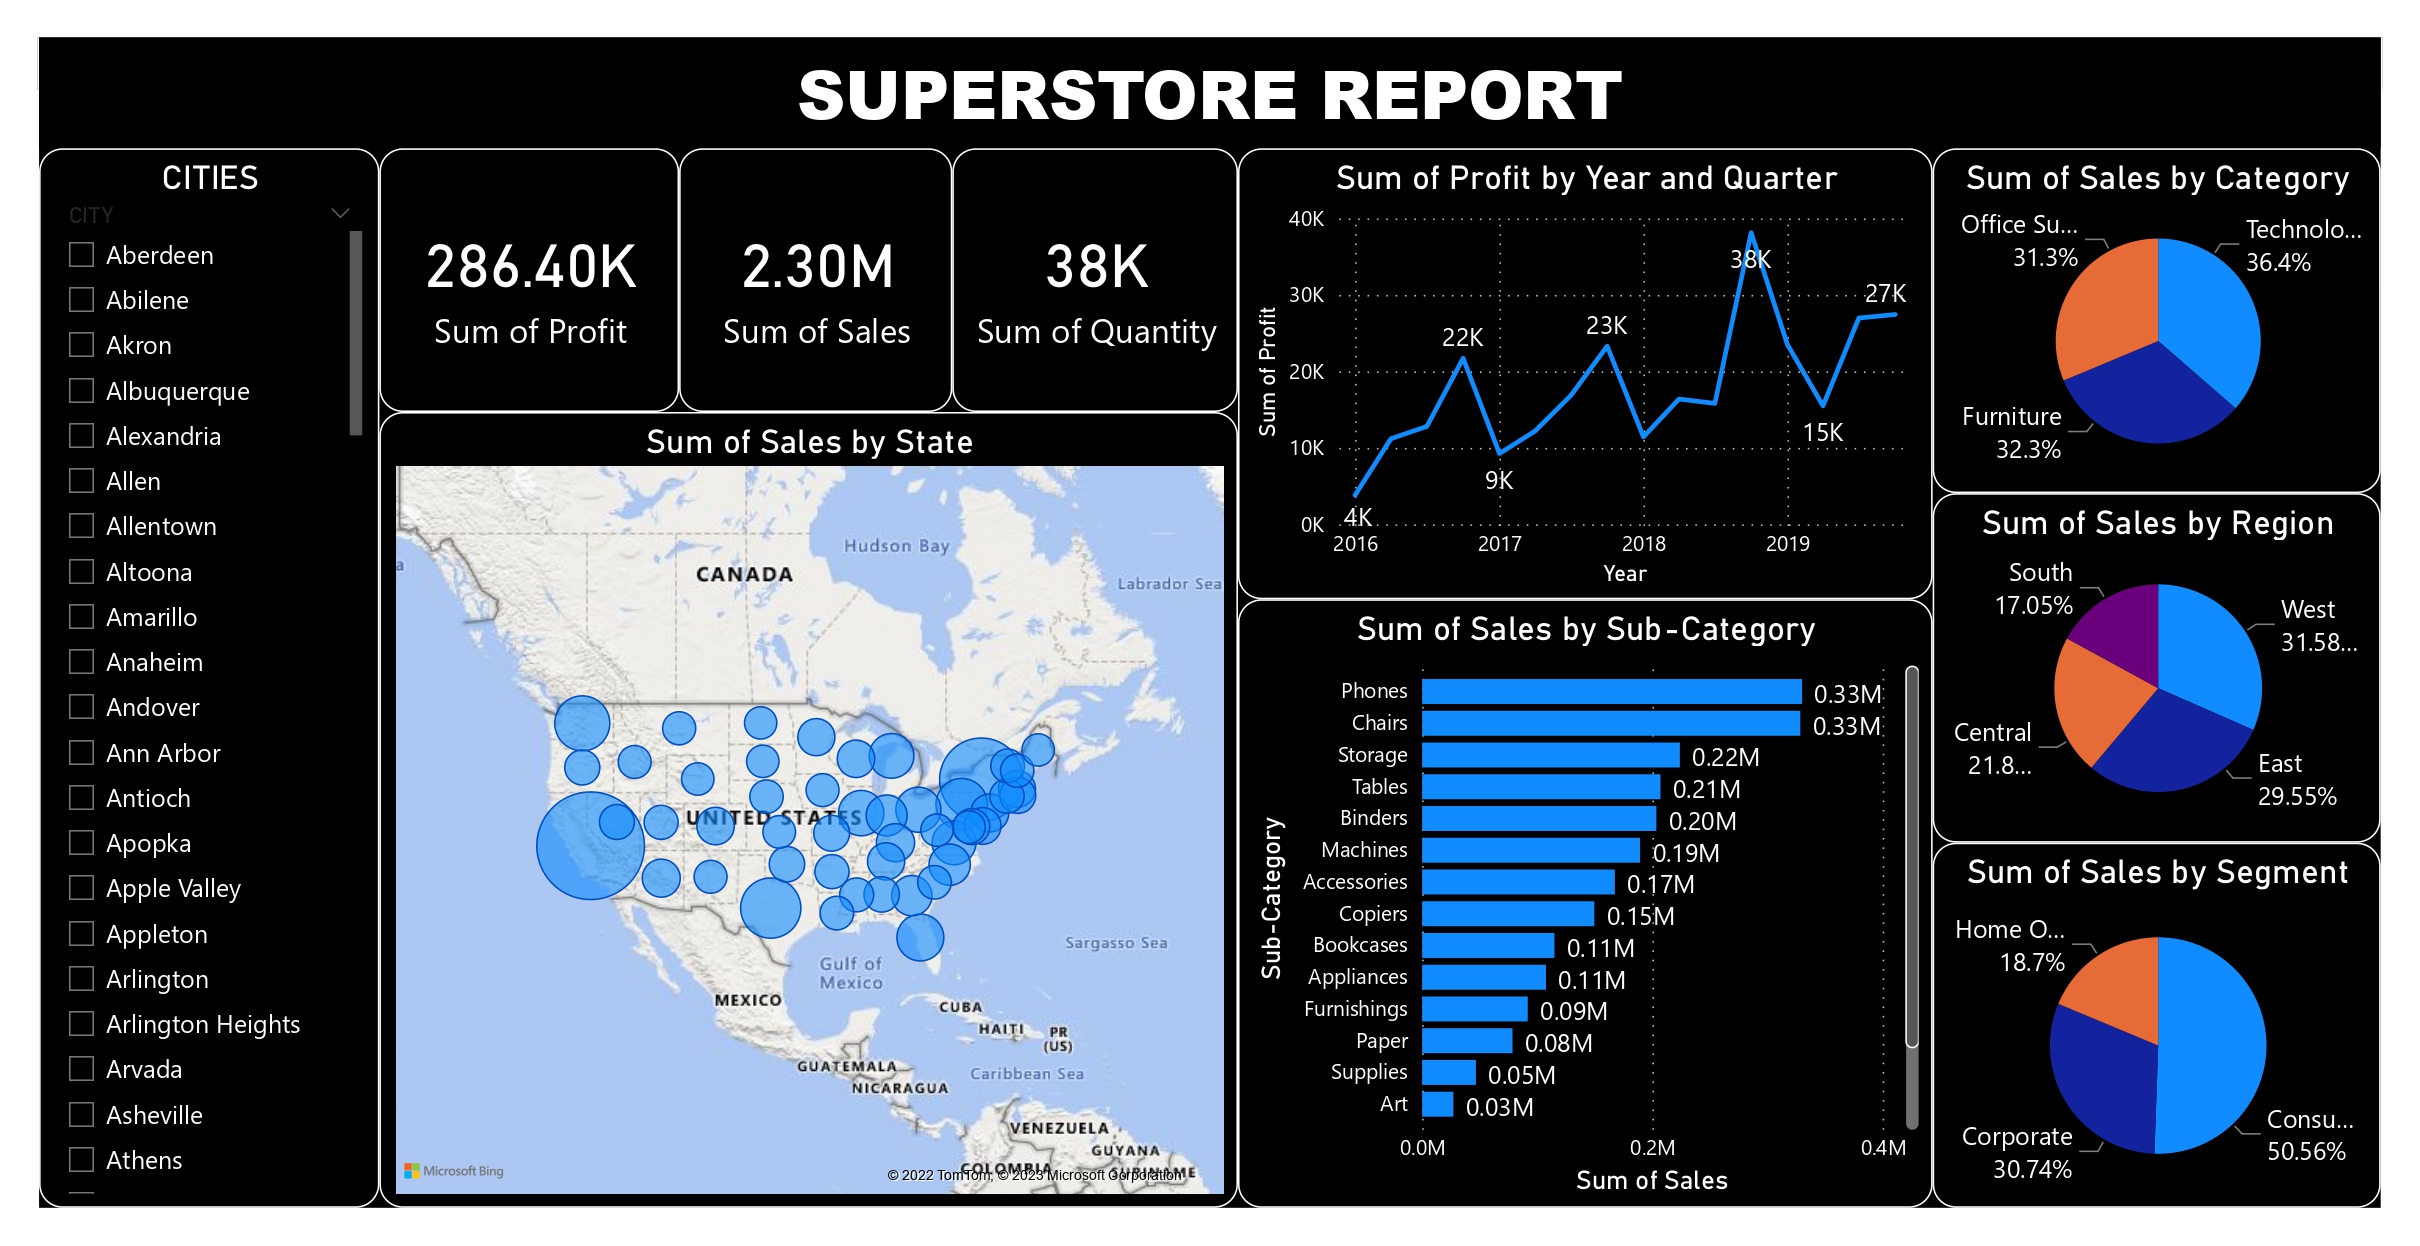 SUPERSTORE REPORT
CITIES
CITY
Aberdeen
Abilene
Akron
Albuquerque
Alexandria
Allen
Allentown
Altoona
Amarillo
Anaheim
Andover
Ann Arbor
Antioch
Apopka
Apple Valley
Appleton
Arlington
Arlington Heights
Arvada
Asheville
Athens
286.40K
Sum of Profit
2.30M
Sum of Sales
38K
Sum of Quantity
Sum of Sales by State
Hudson Bay
CANADA
Labrador Sea
a
UNITED STATES
Sargasso Sea
Gulf of
Mexico
MEXICO
CUBA
HAITI
PR
(US)
GUATEMALA
Caribbean Sea
NICARAGUA
VENEZUELA
GUYANA
COLOMBIA
SURINAME
Microsoft Bing
© 2022 TomTom, © 2023 Microsoft Corporation
Sum of Profit by Year and Quarter
Sum of Profit
40K
30K
20K
10K
0K
4K
22K
9K
23K
38K
15K
27K
2016
2017
2018
2019
Year
Sum of Sales by Sub-Category
Sub-Category
Phones 0.33M
Chairs 0.33M
Storage 0.22M
Tables 0.21M
Binders 0.20M
Machines 0.19M
Accessories 0.17M
Copiers 0.15M
Bookcases 0.11M
Appliances 0.11M
Furnishings 0.09M
Paper 0.08M
Supplies 0.05M
Art 0.03M
0.0M 0.2M 0.4M
Sum of Sales
Sum of Sales by Category
Office Su...
31.3%
Technolo...
36.4%
Furniture
32.3%
Sum of Sales by Region
South
17.05%
West
31.58...
Central
21.8...
East
29.55%
Sum of Sales by Segment
Home O...
18.7%
Corporate
30.74%
Consu...
50.56%